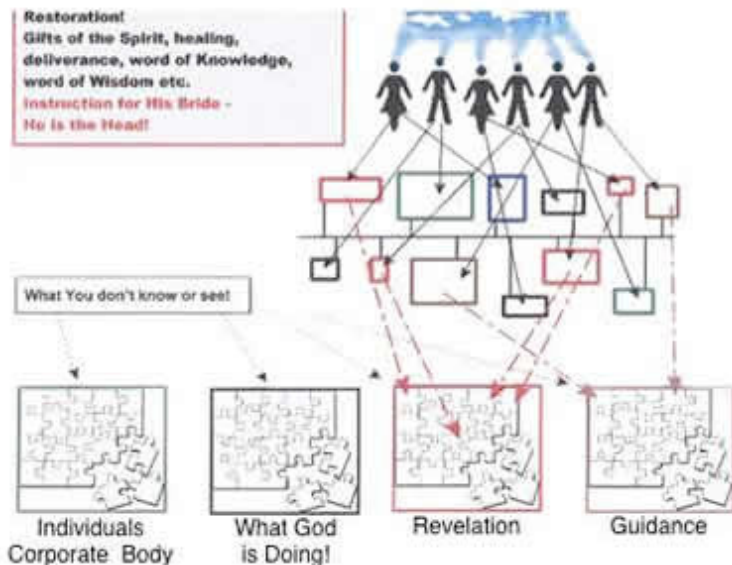 Restoration!
Gifts of the Spirit, healing,
deliverance, word of Knowledge,
word of Wisdom etc.
Instruction for His Bride -
He is the Head!
What You don't know or see!
Individuals
Corporate Body
What God
is Doing!
Revelation
Guidance